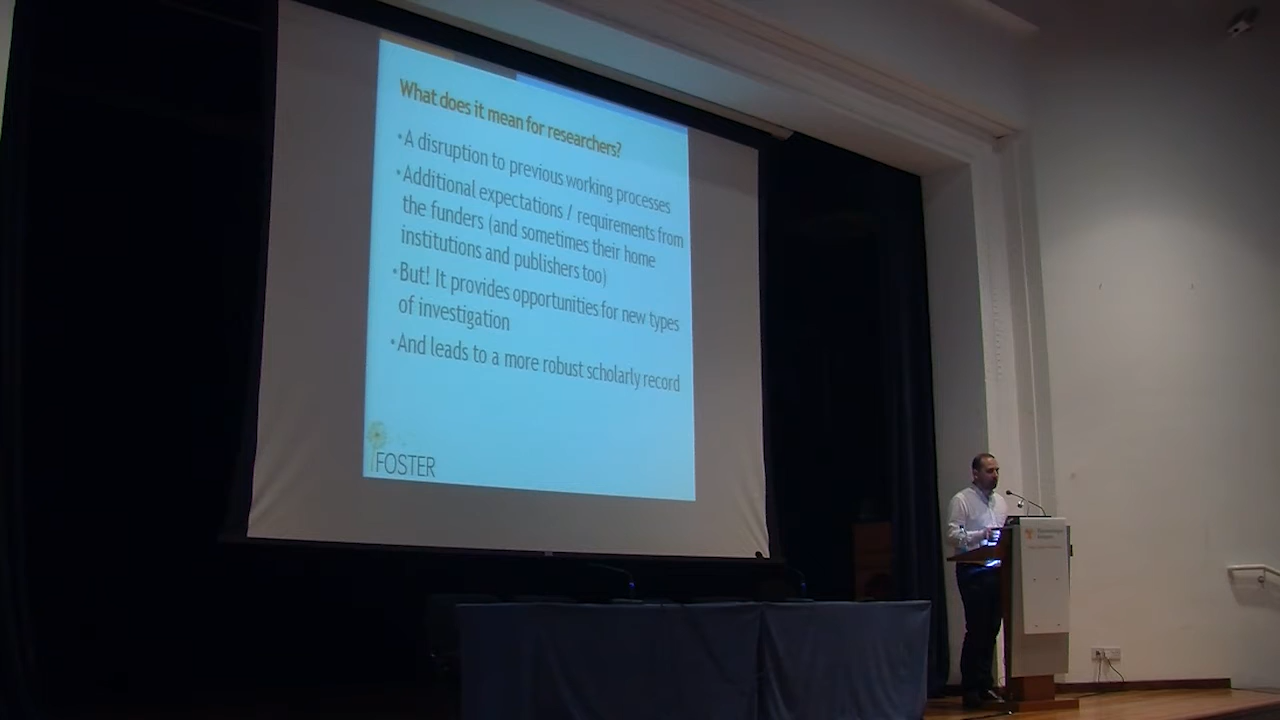 What does it mean for researchers?
•A disruption to previous working processes
•Additional expectations / requirements from
the funders (and sometimes their home
institutions and publishers too)
•But! It provides opportunities for new types
of investigation
•And leads to a more robust scholarly record
FOSTER